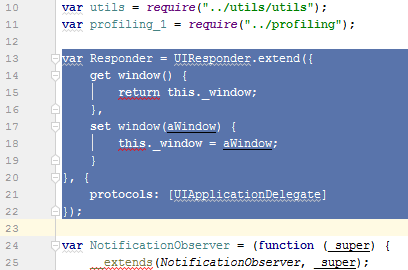 10 var utils = require("../utils/utils");
11 var profiling_1 = require("../profiling");
12
13 var Responder = UIResponder.extend({
14 get window() {
15 return this._window;
16 },
17 set window(aWindow) {
18 this._window = aWindow;
19 }
20 }, {
21 protocols: [UIApplicationDelegate]
22 });
23
24 var NotificationObserver = (function (_super) {
25 __extends(NotificationObserver, _super);